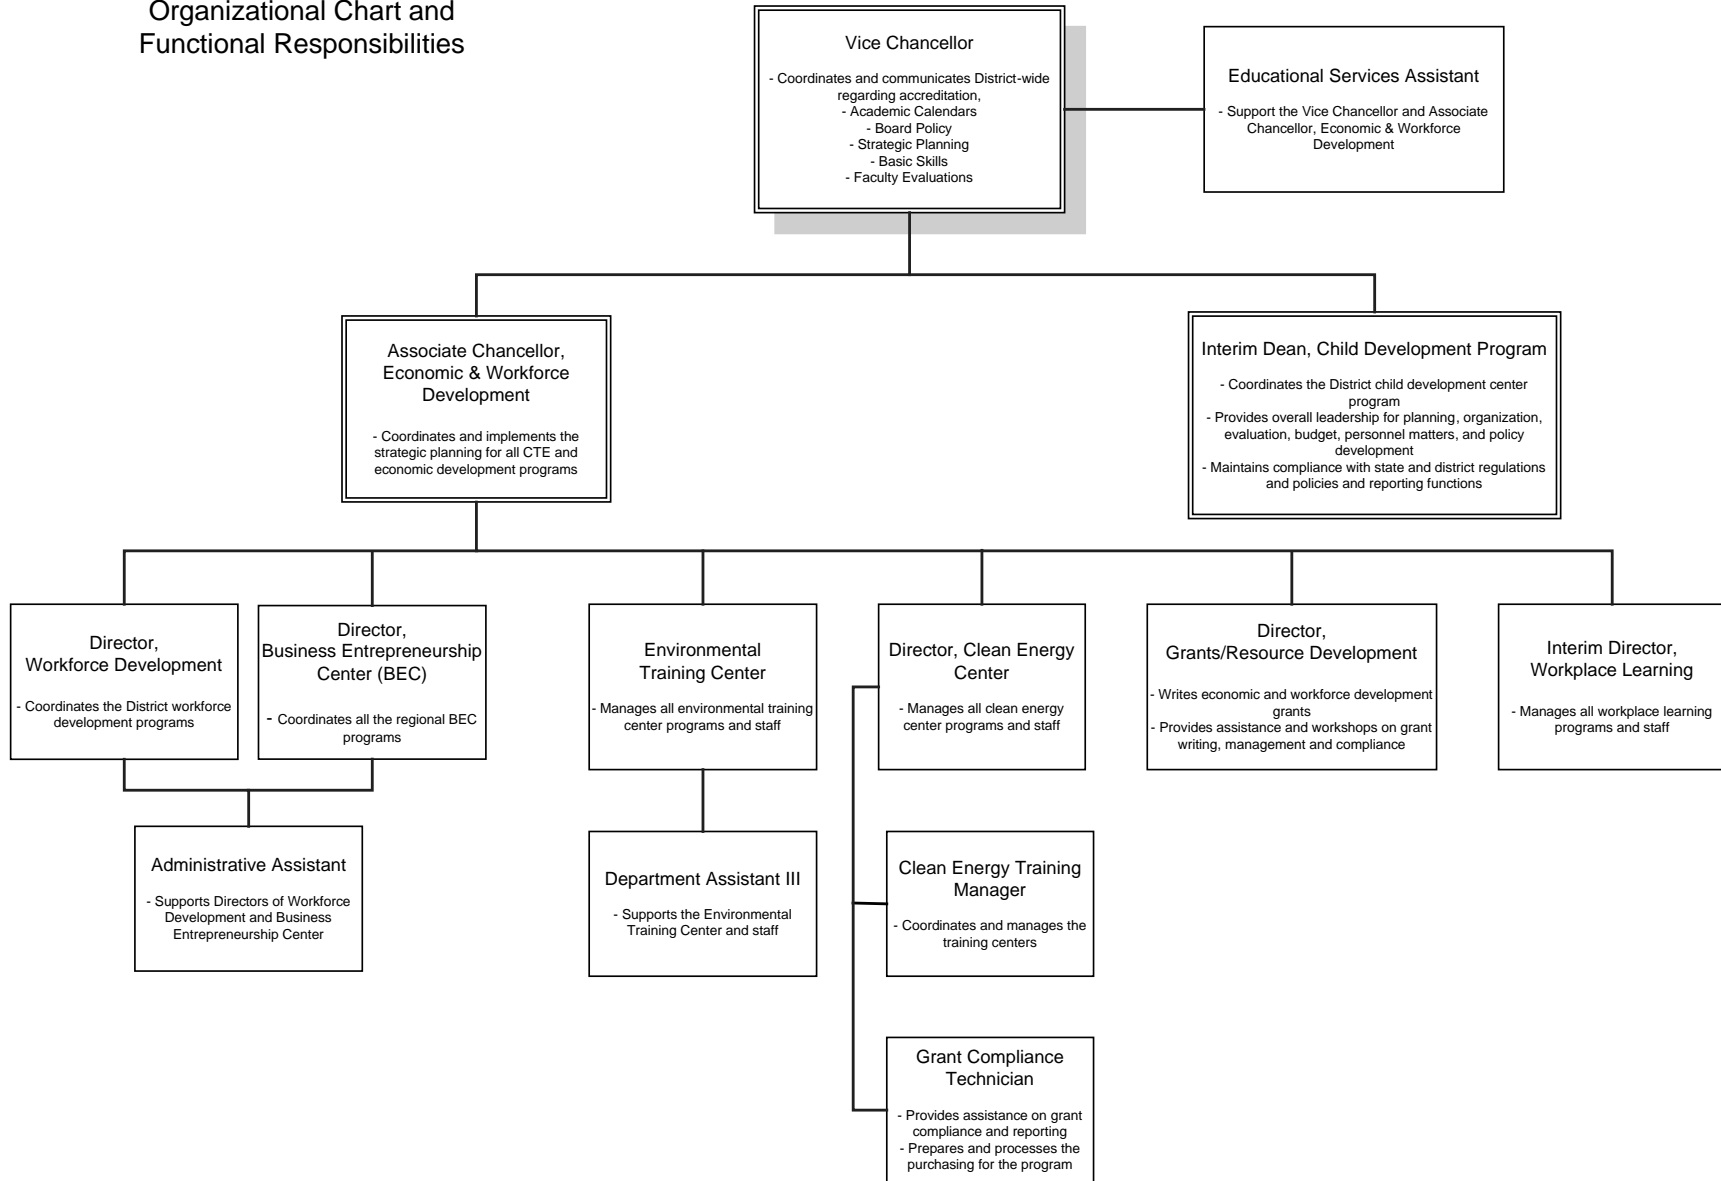 Organizational Chart and
Functional Responsibilities
Vice Chancellor
- Coordinates and communicates District-wide
regarding accreditation,
- Academic Calendars
- Board Policy
- Strategic Planning
- Basic Skills
- Faculty Evaluations
Educational Services Assistant
- Support the Vice Chancellor and Associate
Chancellor, Economic & Workforce
Development
Associate Chancellor,
Economic & Workforce
Development
- Coordinates and implements the
strategic planning for all CTE and
economic development programs
Interim Dean, Child Development Program
- Coordinates the District child development center
program
- Provides overall leadership for planning, organization,
evaluation, budget, personnel matters, and policy
development
- Maintains compliance with state and district regulations
and policies and reporting functions
Director,
Workforce Development
- Coordinates the District workforce
development programs
Director,
Business Entrepreneurship
Center (BEC)
- Coordinates all the regional BEC
programs
Environmental
Training Center
- Manages all environmental training
center programs and staff
Director, Clean Energy
Center
- Manages all clean energy
center programs and staff
Director,
Grants/Resource Development
- Writes economic and workforce development
grants
- Provides assistance and workshops on grant
writing, management and compliance
Interim Director,
Workplace Learning
- Manages all workplace learning
programs and staff
Administrative Assistant
- Supports Directors of Workforce
Development and Business
Entrepreneurship Center
Department Assistant III
- Supports the Environmental
Training Center and staff
Clean Energy Training
Manager
- Coordinates and manages the
training centers
Grant Compliance
Technician
- Provides assistance on grant
compliance and reporting
- Prepares and processes the
purchasing for the program